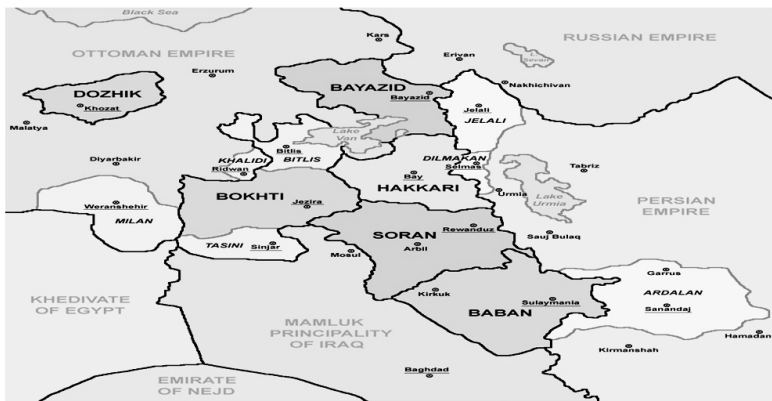 Black Sea
OTTOMAN EMPIRE
RUSSIAN EMPIRE
Kars
Erivan
L.
Sevan
Erzurum
Nakhichivan
DOZHIK
Khozat
BAYAZID
Bayazid
Jelali
JELALI
Malatya
Lake
Van
Bitlis
BITLIS
KHALIDI
Ridwan
Diyarbakir
DILMAKAN
Selmas
Bay
HAKKARI
Tabriz
Urmia
Lake
Urmia
PERSIAN
EMPIRE
Weranshehir
MILAN
BOKHTI
Jezira
TASINI
Sinjar
Mosul
SORAN
Rewanduz
Arbil
Sauj Bulaq
Garrus
ARDALAN
Sanandaj
Hamadan
Kirmanshah
Kirkuk
Sulaymania
BABAN
KHEDIVATE
OF EGYPT
MAMLUK
PRINCIPALITY
OF IRAQ
Baghdad
EMIRATE
OF NEJD